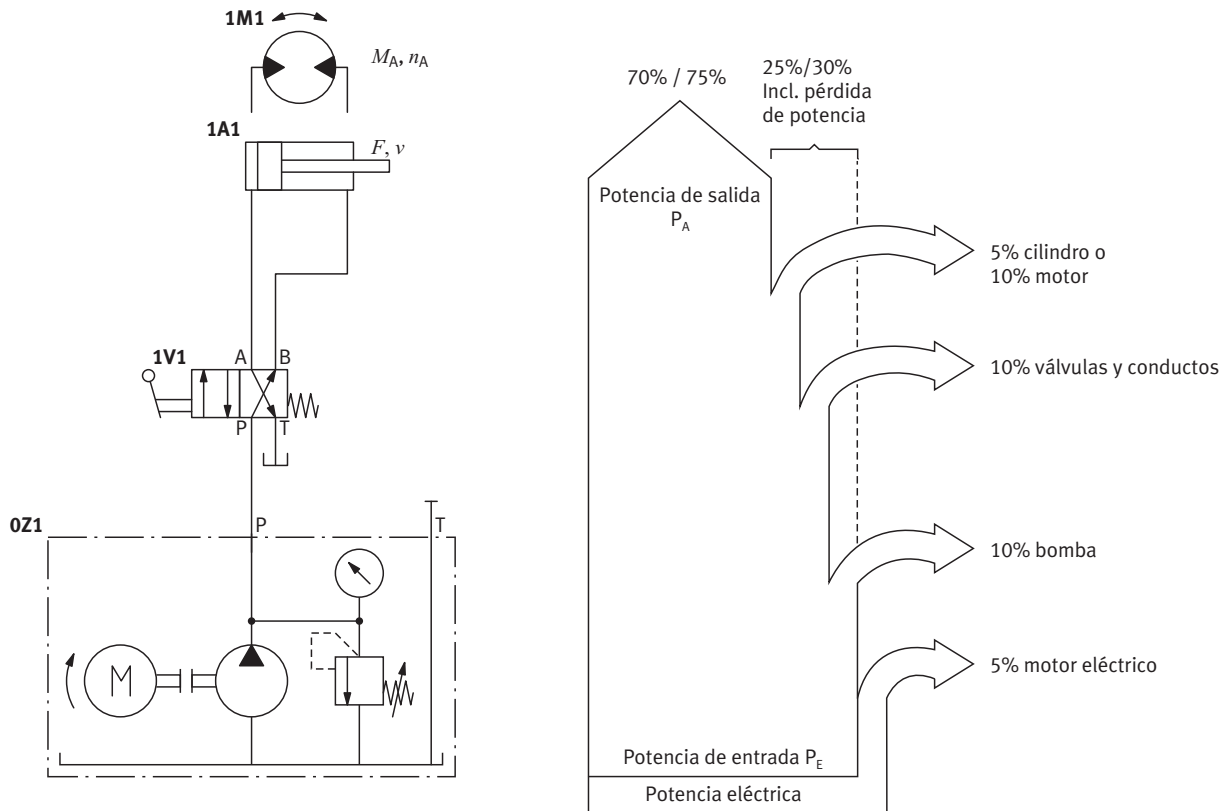 1M1
M_A, n_A
1A1
F, v
1V1
A
B
P
T
0Z1
P
T
M
70% / 75%
25%/30%
Incl. pérdida
de potencia
Potencia de salida
P_A
5% cilindro o
10% motor
10% válvulas y conductos
10% bomba
5% motor eléctrico
Potencia de entrada P_E
Potencia eléctrica